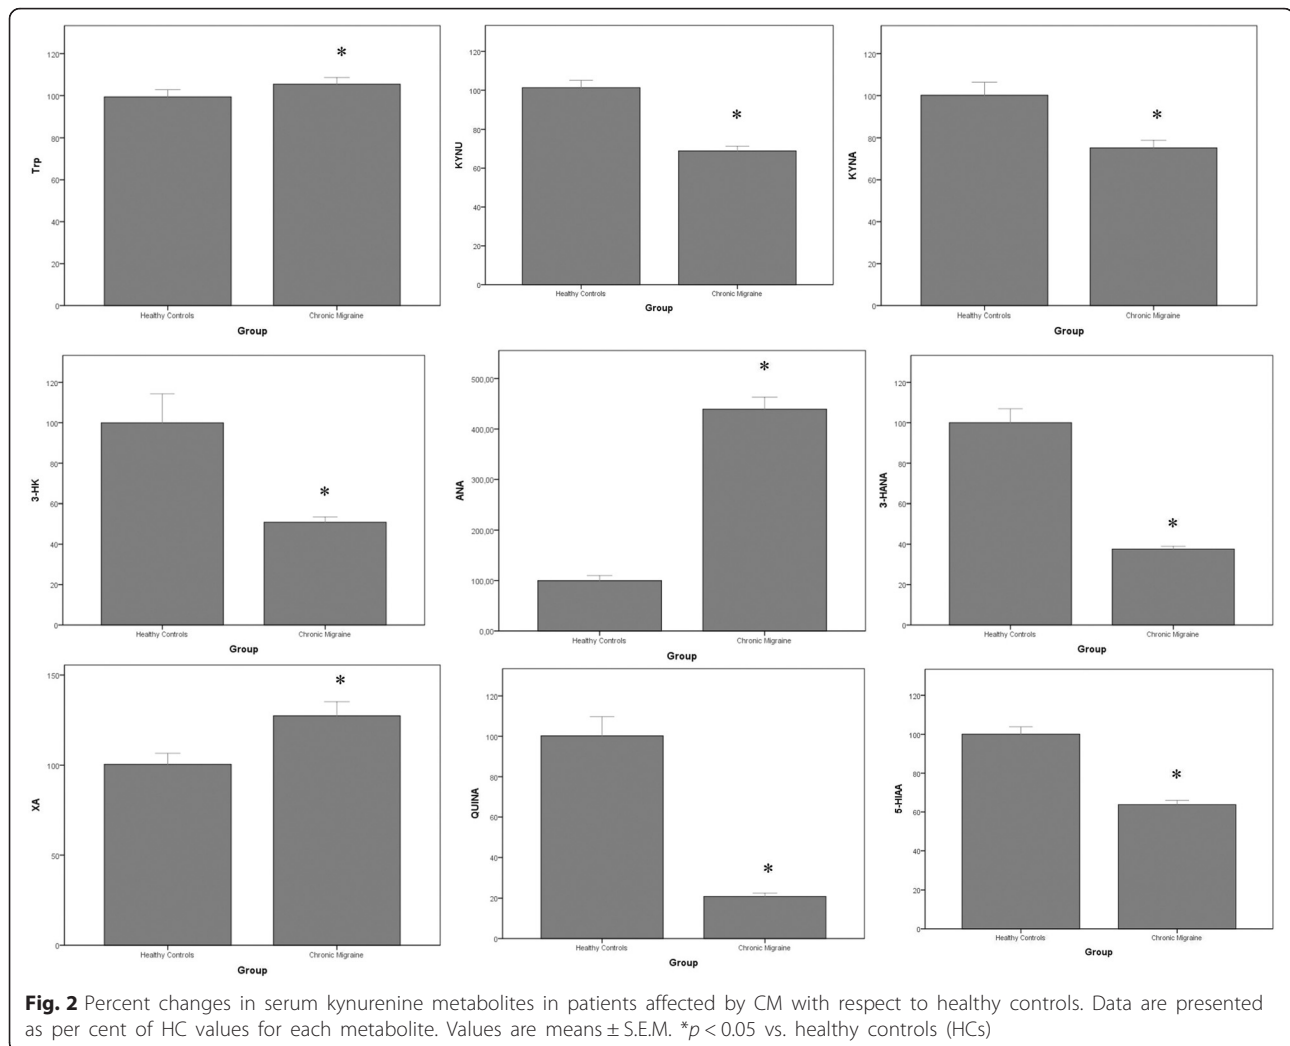 120
100
80
60
40
20
0
Trp
*
Healthy Controls
Chronic Migraine
Group
120
100
80
60
40
20
0
KYNU
*
Healthy Controls
Chronic Migraine
Group
120
100
80
60
40
20
0
KYNA
*
Healthy Controls
Chronic Migraine
Group
120
100
80
60
40
20
0
3-HK
*
Healthy Controls
Chronic Migraine
Group
500,00
400,00
300,00
200,00
100,00
0,00
ANA
*
Healthy Controls
Chronic Migraine
Group
120
100
80
60
40
20
0
3-HANA
*
Healthy Controls
Chronic Migraine
Group
150
100
50
0
XA
*
Healthy Controls
Chronic Migraine
Group
120
100
80
60
40
20
0
QUINA
*
Healthy Controls
Chronic Migraine
Group
120
100
80
60
40
20
0
5-HIAA
*
Healthy Controls
Chronic Migraine
Group
Fig. 2 Percent changes in serum kynurenine metabolites in patients affected by CM with respect to healthy controls. Data are presented
as per cent of HC values for each metabolite. Values are means ± S.E.M. *p < 0.05 vs. healthy controls (HCs)